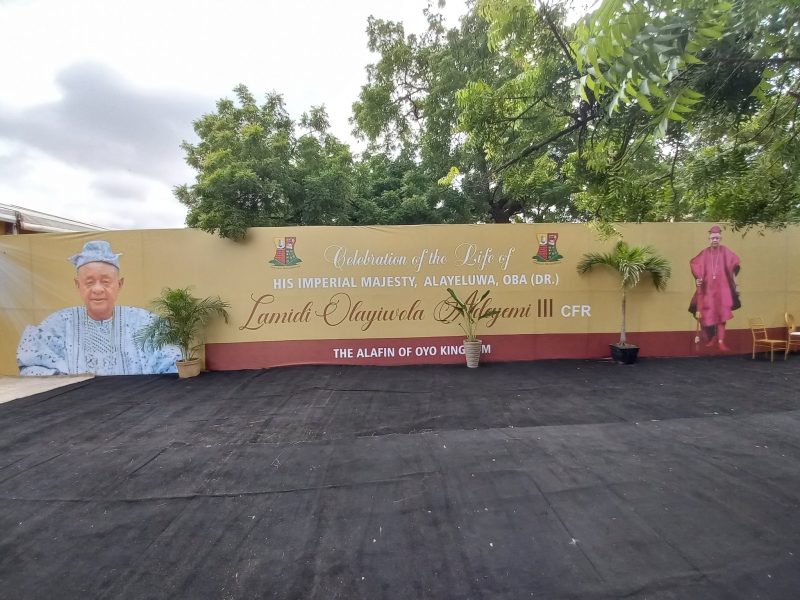 Celebration of the Life of
HIS IMPERIAL MAJESTY, ALAYELUWA, OBA (DR.)
Lamidi Olayiwola Adeyemi III CFR
THE ALAFIN OF OYO KINGDOM